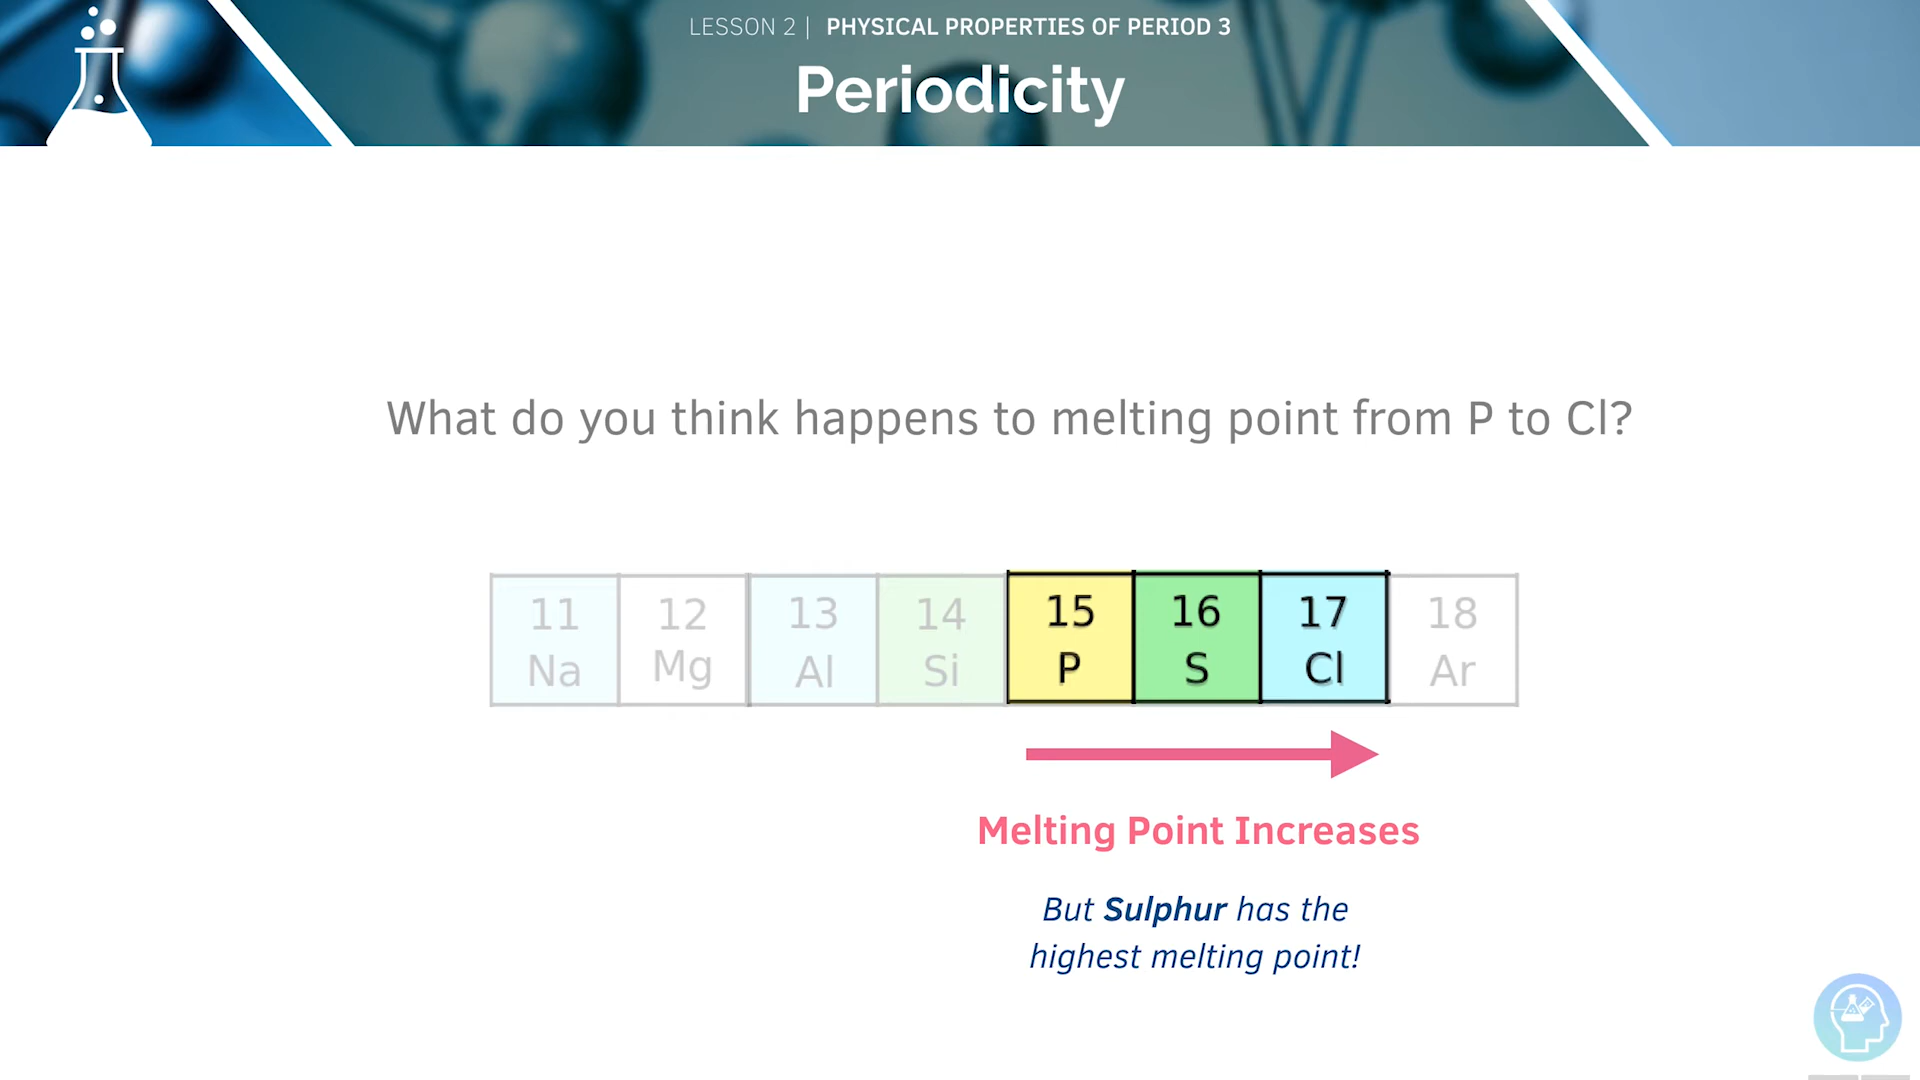 LESSON 2 | PHYSICAL PROPERTIES OF PERIOD 3
Periodicity
What do you think happens to melting point from P to Cl?
11 12 13 14 15 16 17 18
Na Mg Al Si P S Cl Ar
Melting Point Increases
But Sulphur has the
highest melting point!